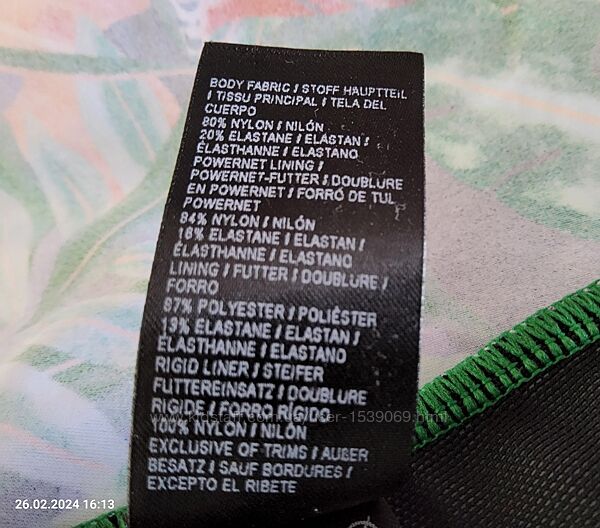 BODY FABRIC / STOFF HAUPTTEIL
/ TISSU PRINCIPAL / TELA DEL
CUERPO
80% NYLON / NILÓN
20% ELASTANE / ELASTAN /
ÉLASTHANNE / ELASTANO
POWERNET LINING /
POWERNET-FUTTER / DOUBLURE
EN POWERNET / FORRO DE TUL
POWERNET
84% NYLON / NILÓN
16% ELASTANE / ELASTAN /
ÉLASTHANNE / ELASTANO
LINING / FUTTER / DOUBLURE /
FORRO
87% POLYESTER / POLIÉSTER
13% ELASTANE / ELASTAN /
ÉLASTHANNE / ELASTANO
RIGID LINER / STEIFER
FUTTEREINSATZ / DOUBLURE
RIGIDE / FORRO RÍGIDO
100% NYLON / NILÓN
EXCLUSIVE OF TRIMS / AUẞER
BESATZ / SAUF BORDURES /
EXCEPTO EL RIBETE
26.02.2024 16:13